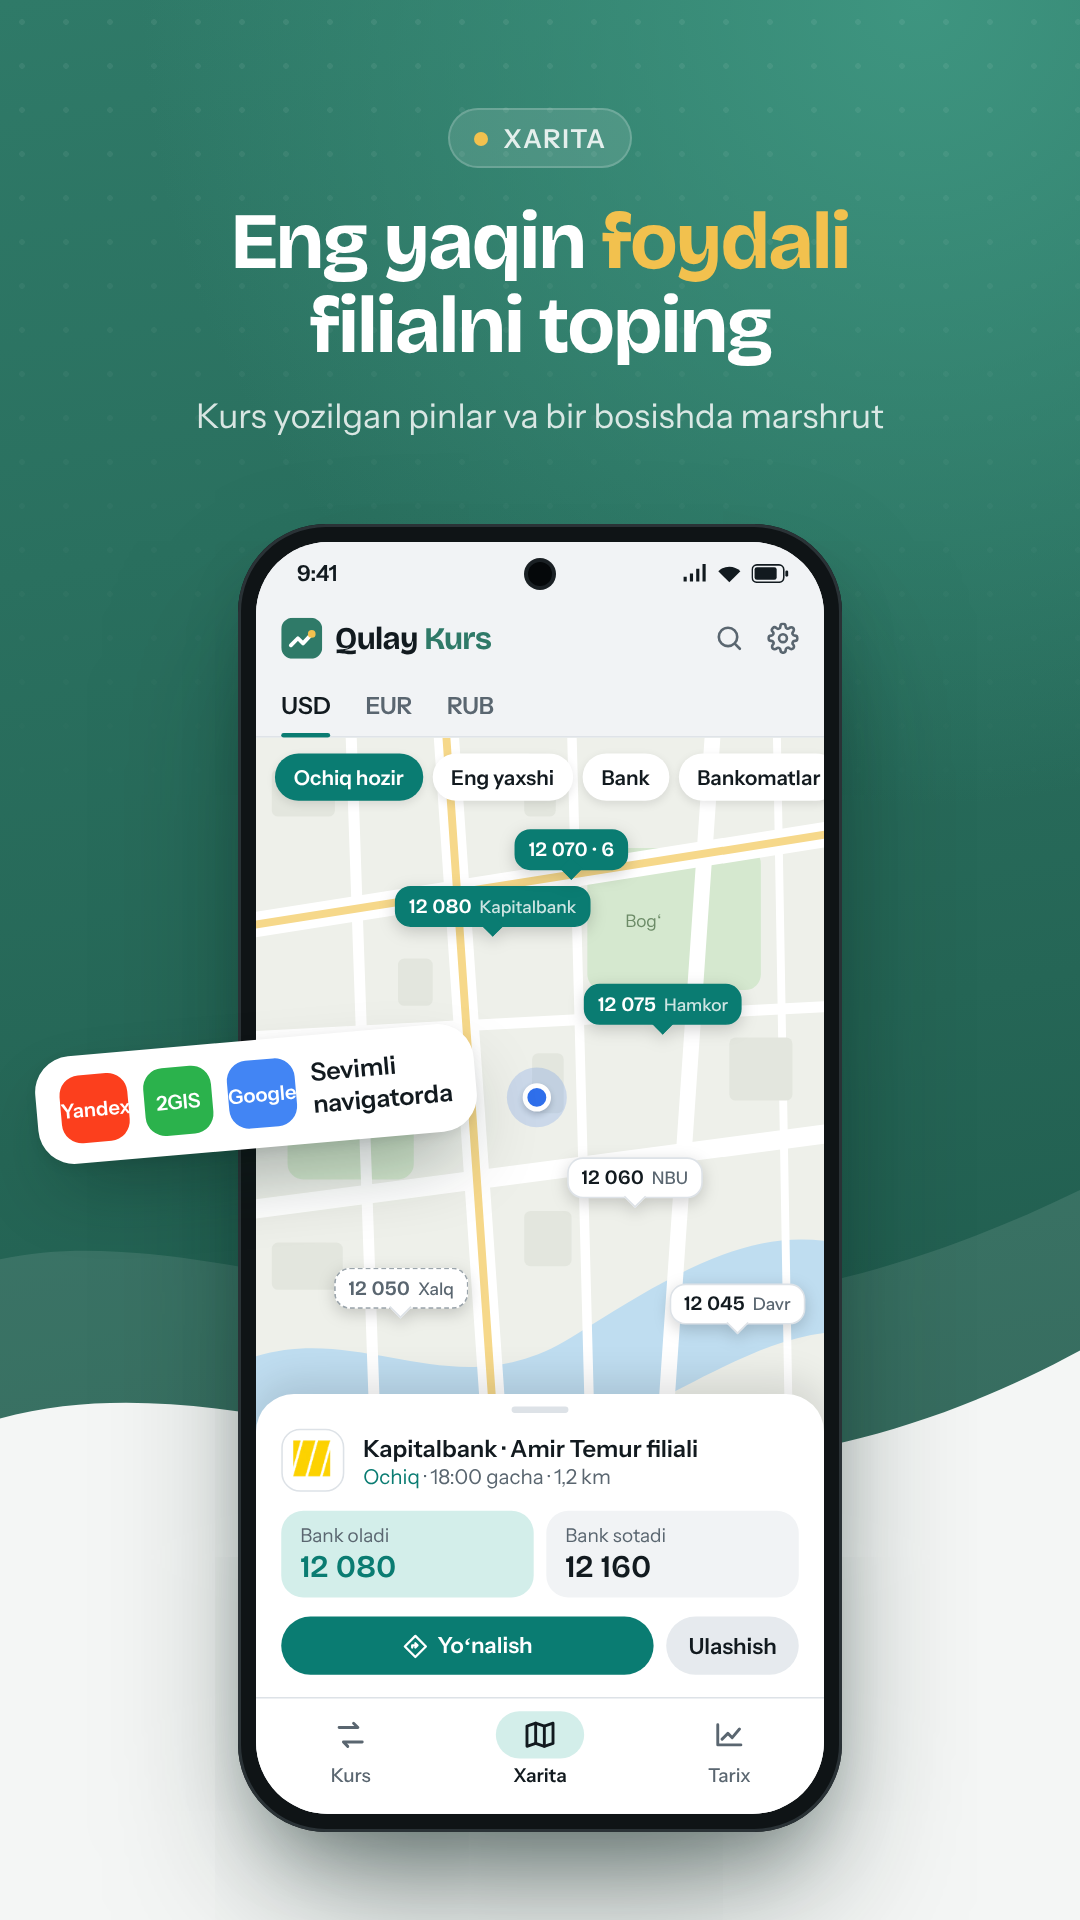 XARITA
Eng yaqin foydali
filialni toping
Kurs yozilgan pinlar va bir bosishda marshrut
9:41
Qulay Kurs
USD EUR RUB
Ochiq hozir Eng yaxshi Bank Bankomatlar
12 070 · 6
12 080 Kapitalbank
Bogʻ
12 075 Hamkor
Yandex 2GIS Google Sevimli
navigatorda
12 060 NBU
12 050 Xalq
12 045 Davr
Kapitalbank · Amir Temur filiali
Ochiq · 18:00 gacha · 1,2 km
Bank oladi Bank sotadi
12 080 12 160
Yoʻnalish Ulashish
Kurs Xarita Tarix